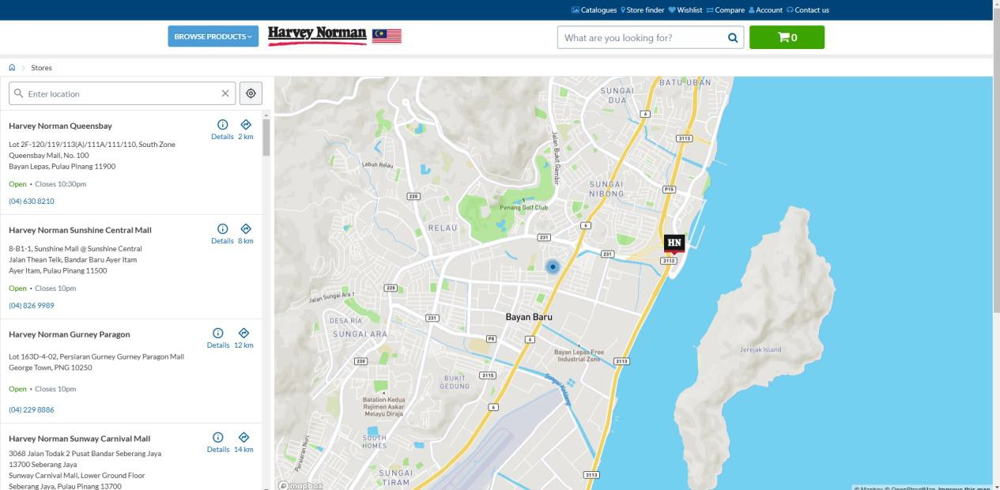 Catalogues Store finder Wishlist Compare Account Contact us
BROWSE PRODUCTS Harvey Norman What are you looking for? 0
Stores
Enter location
Harvey Norman Queensbay
Details 2 km
Lot 2F-120/119/113(A)/111A/111/110, South Zone
Queensbay Mall, No. 100
Bayan Lepas, Pulau Pinang 11900
Open • Closes 10:30pm
(04) 630 8210
Harvey Norman Sunshine Central Mall
Details 8 km
8-B1-1, Sunshine Mall @ Sunshine Central
Jalan Thean Teik, Bandar Baru Ayer Itam
Ayer Itam, Pulau Pinang 11500
Open • Closes 10pm
(04) 826 9989
Harvey Norman Gurney Paragon
Details 12 km
Lot 163D-4-02, Persiaran Gurney Gurney Paragon Mall
George Town, PNG 10250
Open • Closes 10pm
(04) 229 8886
Harvey Norman Sunway Carnival Mall
Details 14 km
3068 Jalan Todak 2 Pusat Bandar Seberang Jaya
13700 Seberang Jaya
Sunway Carnival Mall, Lower Ground Floor
Seberang Jaya, Pulau Pinang 13700
BATU UBAN
SUNGAI
DUA
6
3113
Jalan Bukit Gambir
Lebuh Relau
SUNGAI
NIBONG
P15
220
Penang Golf Club
6
RELAU
231
HN
231
3113
220
Jalan Sungai Ara 1
Bayan Baru
231
DESA RIA
SUNGAI ARA
P8
6
Bayan Lepas Free
Industrial Zone
Jerejak Island
220
3113
3115
BUKIT
GEDUNG
Sungai Keluang
Batalion Kedua
Rejimen Askar
Melayu Diraja
6
SOUTH
HOMES
Persiaran Nuri
SUNGAI
TIRAM
3113
mapbox
© Mapbox © OpenStreetMap Improve this map